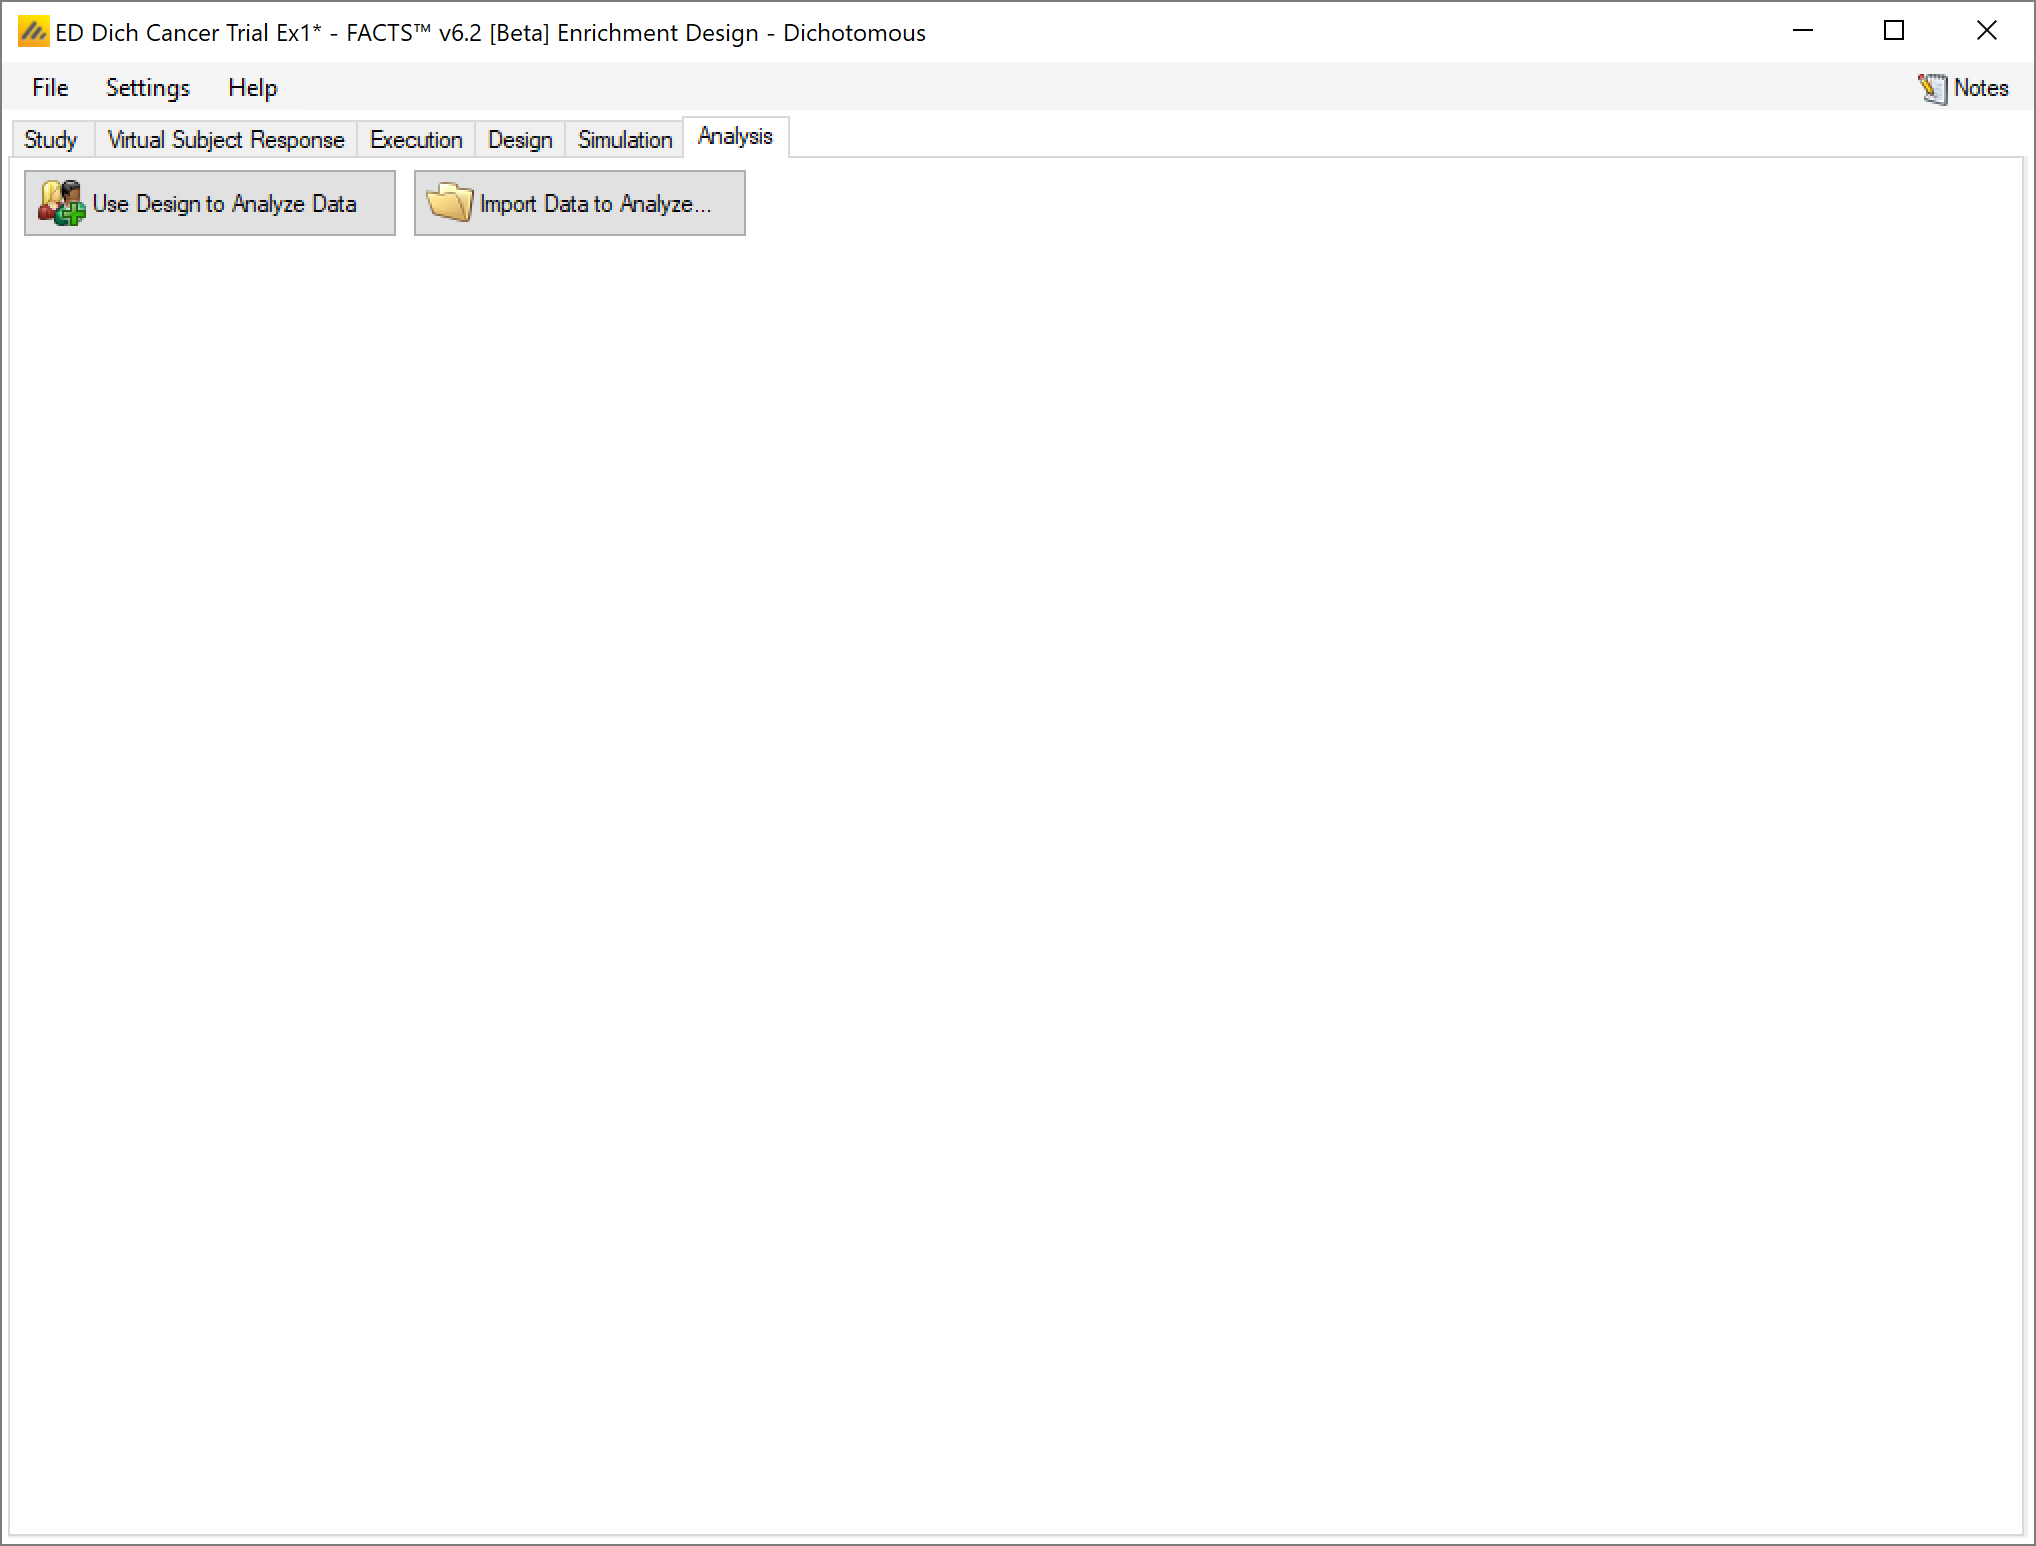 ED Dich Cancer Trial Ex1* - FACTS™ v6.2 [Beta] Enrichment Design - Dichotomous
File Settings Help Notes
Study Virtual Subject Response Execution Design Simulation Analysis
Use Design to Analyze Data Import Data to Analyze...